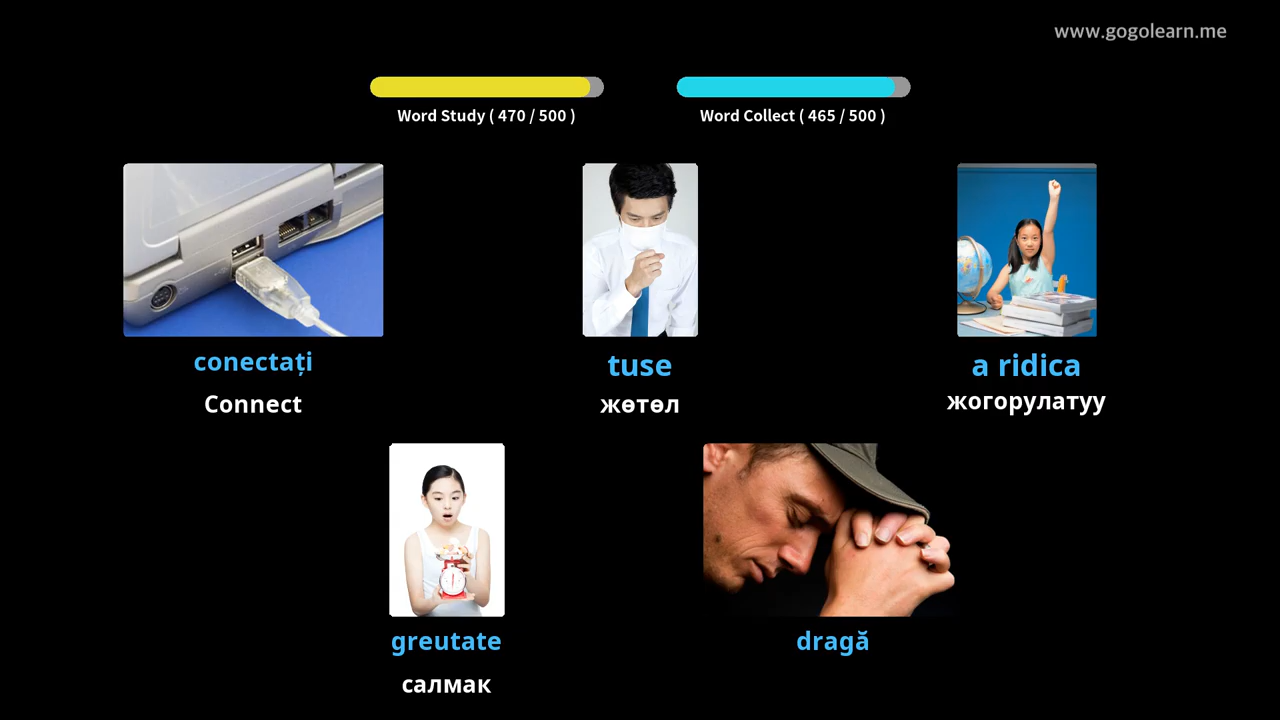 www.gogolearn.me
Word Study ( 470 / 500 )
Word Collect ( 465 / 500 )
conectați
Connect
tuse
жөтөл
a ridica
жогорулатуу
greutate
салмак
dragă